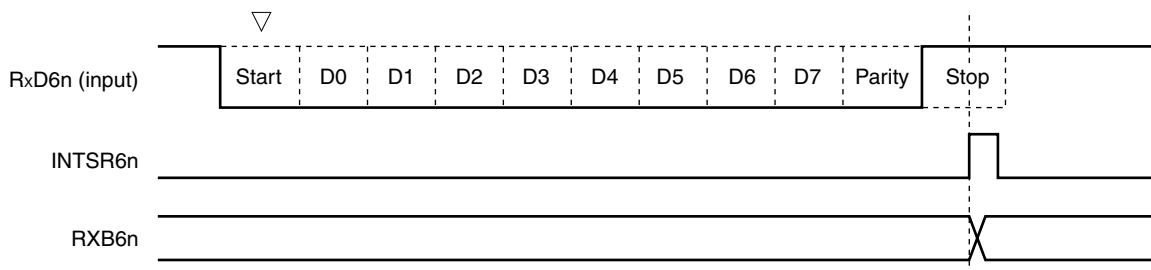 RxD6n (input) Start D0 D1 D2 D3 D4 D5 D6 D7 Parity Stop
INTSR6n
RXB6n